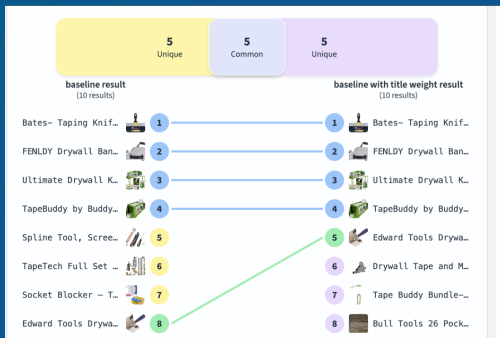 5 5 5
Unique Common Unique
baseline result baseline with title weight result
(10 results) (10 results)
Bates- Taping Knif… 1 1 Bates- Taping Knif…
FENLDY Drywall Ban… 2 2 FENLDY Drywall Ban…
Ultimate Drywall K… 3 3 Ultimate Drywall K…
TapeBuddy by Buddy… 4 4 TapeBuddy by Buddy…
Spline Tool, Scree… 5 5 Edward Tools Drywa…
TapeTech Full Set … 6 6 Drywall Tape and M…
Socket Blocker – T… 7 7 Tape Buddy Bundle-…
Edward Tools Drywa… 8 8 Bull Tools 26 Pock…